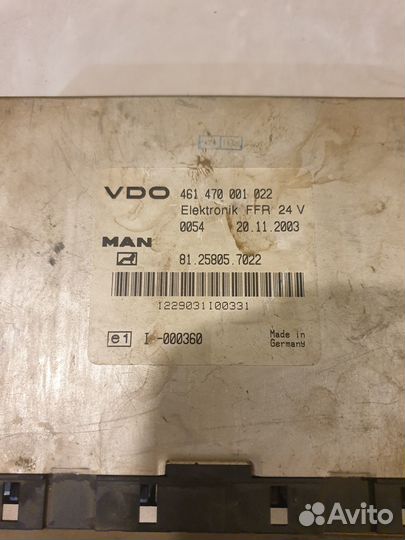 VDO 461 470 001 022
Elektronik FFR 24 V
0054 20.11.2003
MAN
81.25805.7022
I229031I00331
e1 -000360
Made in
Germany
Avito